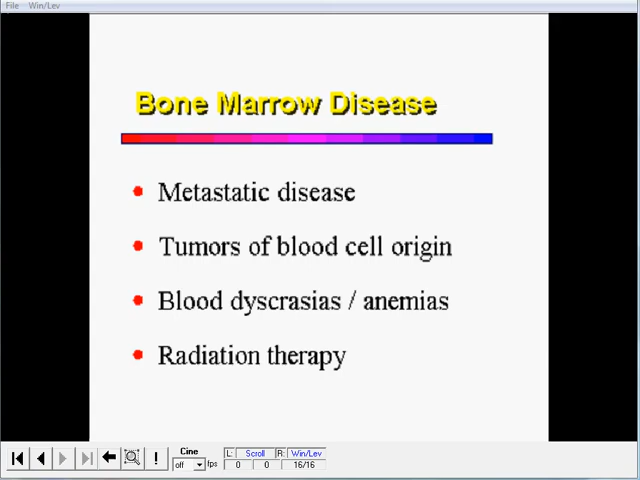 File Win/Lev
Bone Marrow Disease
• Metastatic disease
• Tumors of blood cell origin
• Blood dyscrasias / anemias
• Radiation therapy
Cine
off fps
L: Scroll R: Win/Lev
0 0 16/16